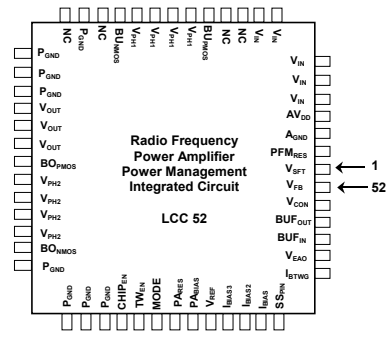 NC
PGND
NC
BUNMOS
VPH1
VPH1
VPH1
VPH1
BUPMOS
NC
NC
VIN
VIN
PGND
PGND
PGND
VOUT
VOUT
VOUT
BOPMOS
VPH2
VPH2
VPH2
VPH2
BONMOS
PGND
Radio Frequency
Power Amplifier
Power Management
Integrated Circuit
LCC 52
VIN
VIN
VIN
AVDD
AGND
PFMRES
VSFT
1
VFB
52
VCON
BUFOUT
BUFIN
VEAO
IBTWG
PGND
PGND
PGND
CHIPEN
TWEN
MODE
PARES
PABIAS
VREF
IBIAS3
IBIAS2
IBIAS
SSPIN